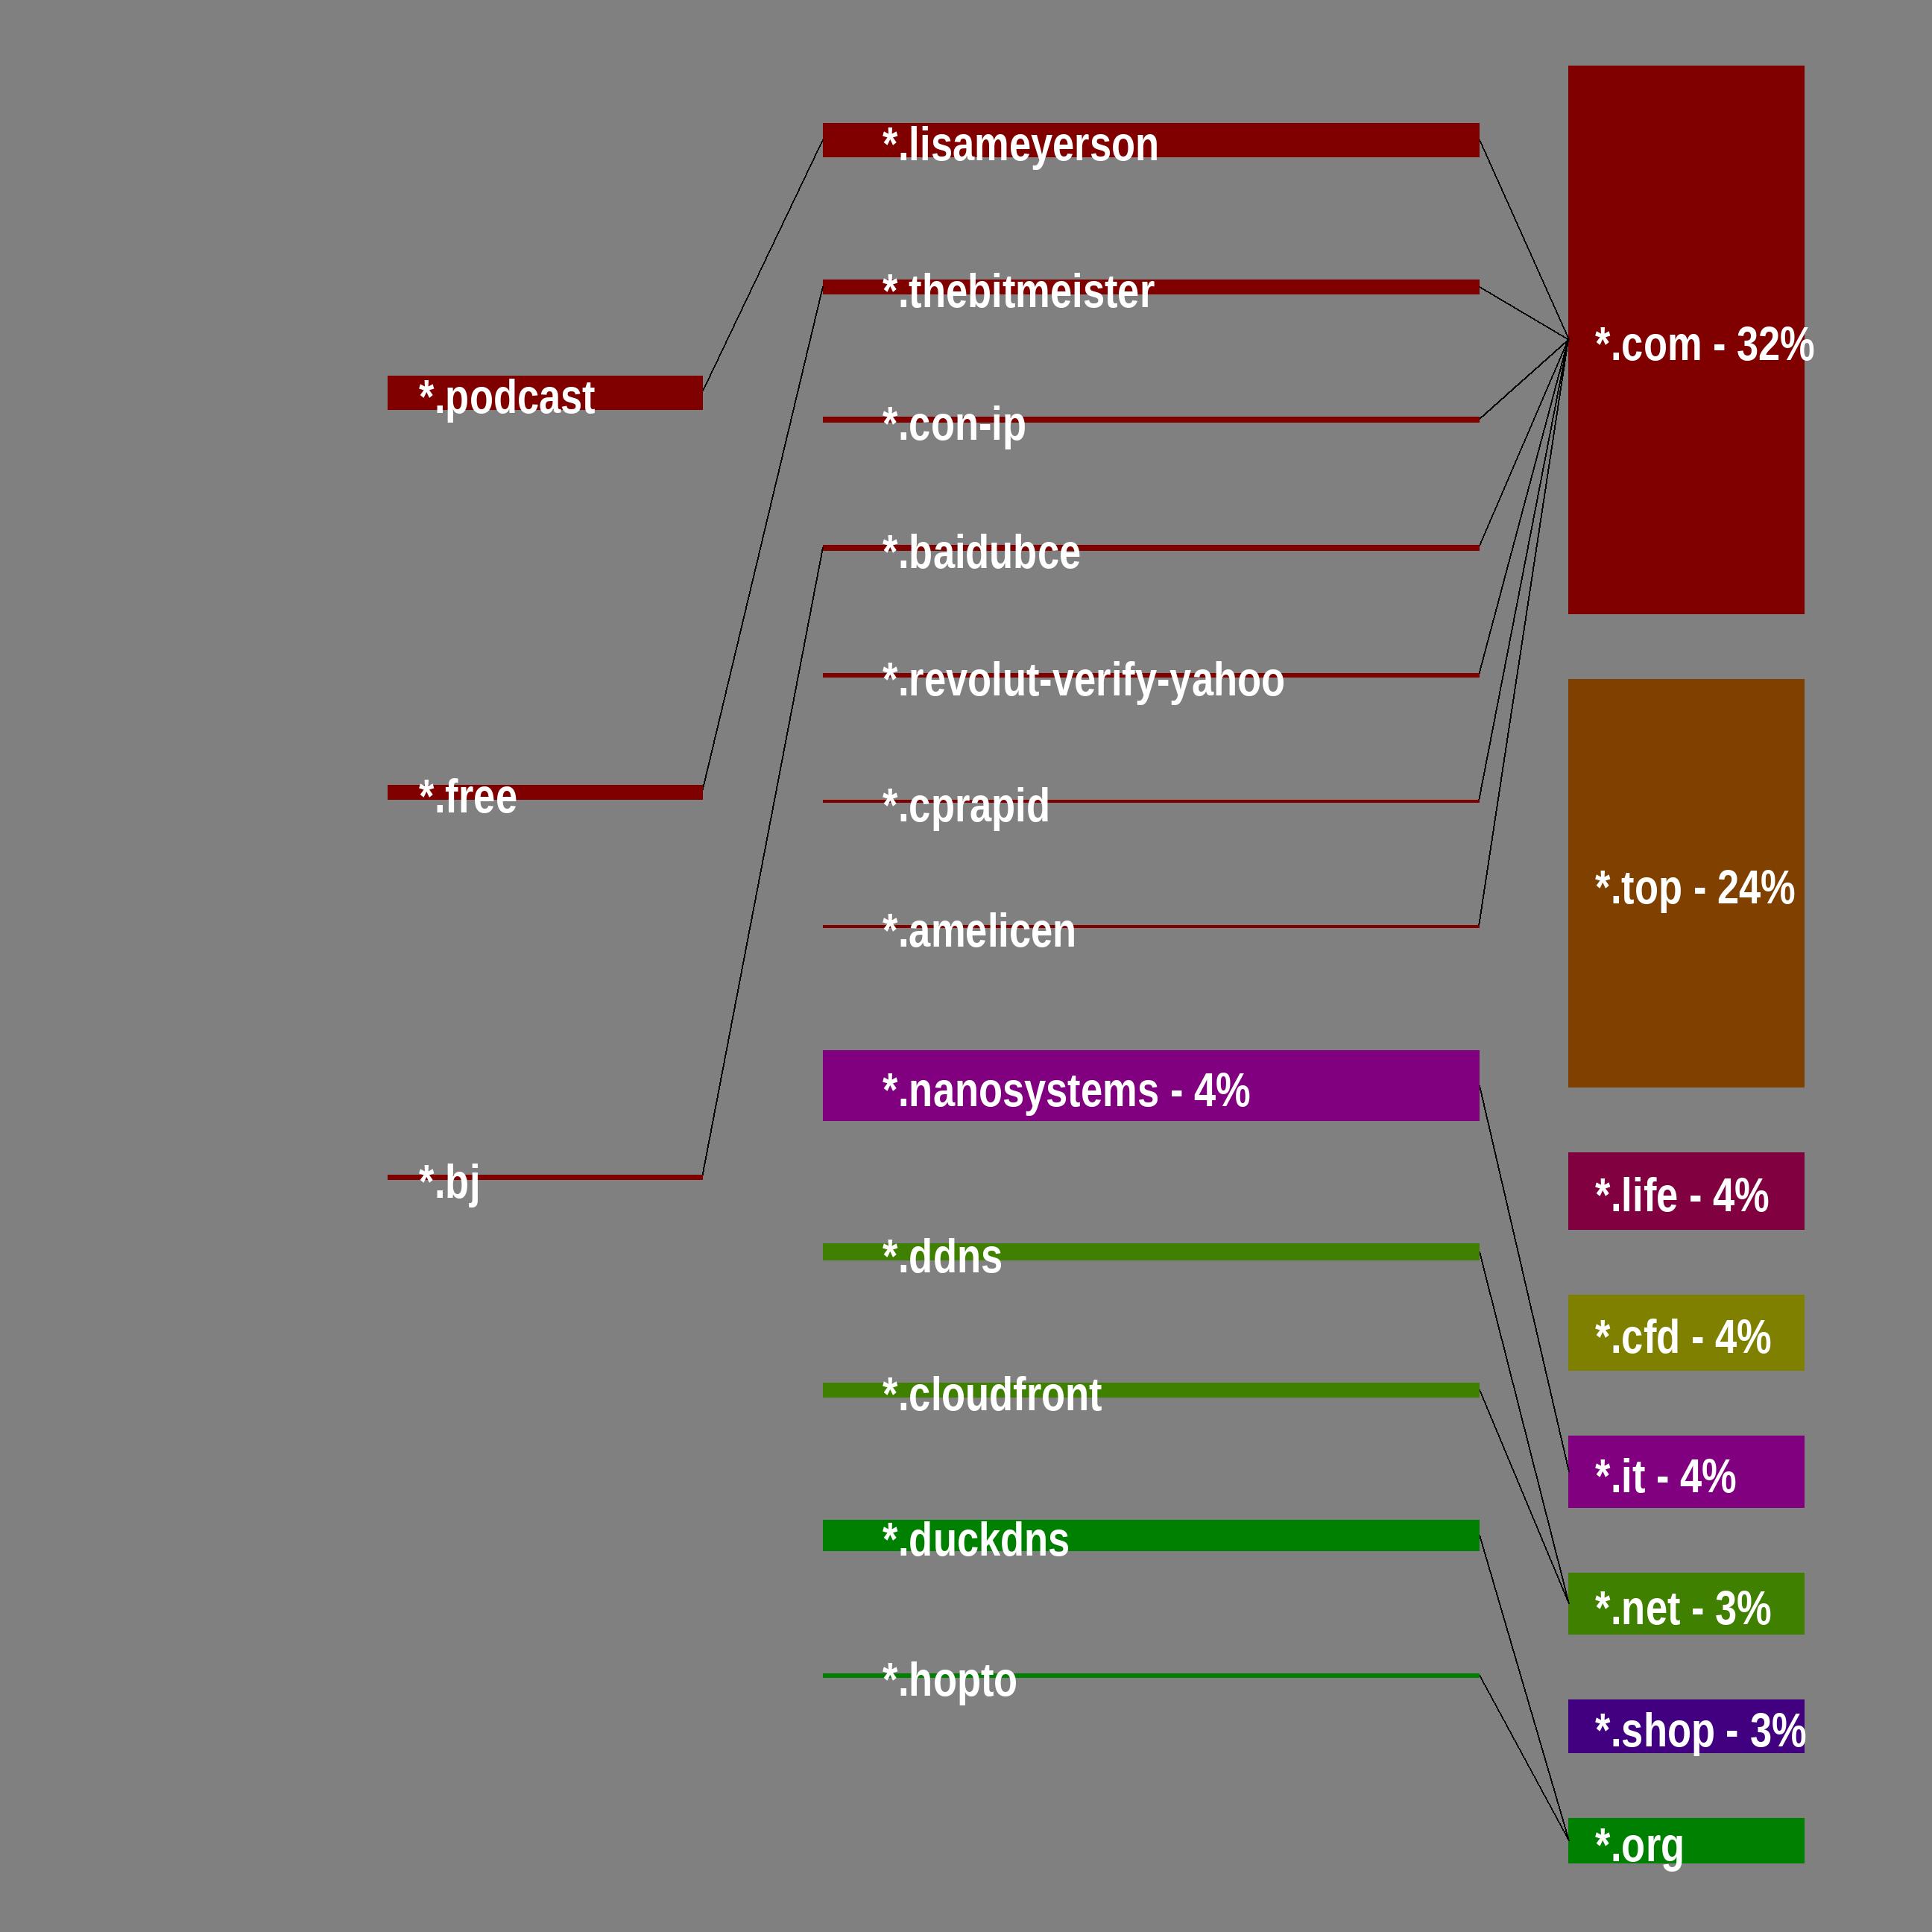 *.podcast
*.free
*.bj
*.lisameyerson
*.thebitmeister
*.con-ip
*.baidubce
*.revolut-verify-yahoo
*.cprapid
*.amelicen
*.nanosystems - 4%
*.ddns
*.cloudfront
*.duckdns
*.hopto
*.com - 32%
*.top - 24%
*.life - 4%
*.cfd - 4%
*.it - 4%
*.net - 3%
*.shop - 3%
*.org